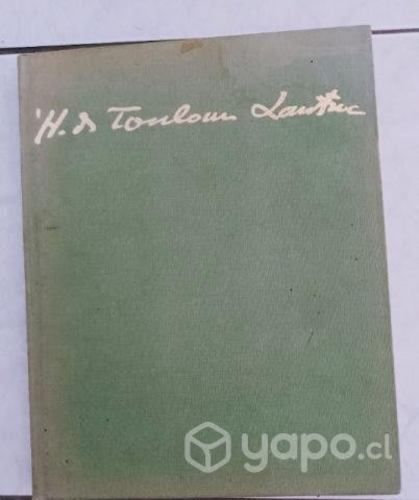 H. de Toulouse Lautrec
yapo.cl